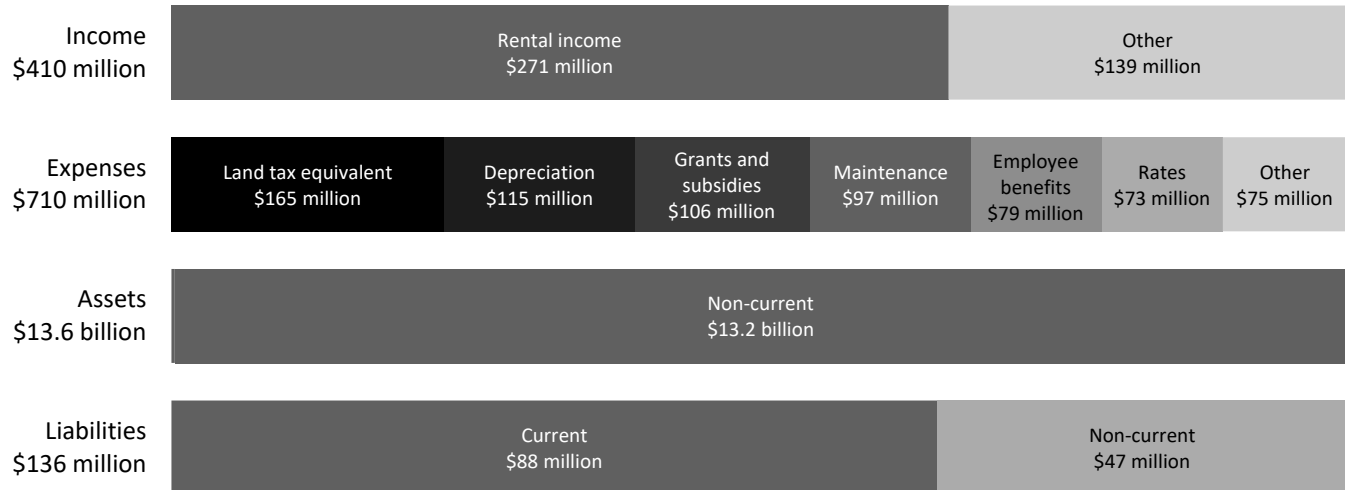 Income
$410 million
Rental income
$271 million
Other
$139 million
Expenses
$710 million
Land tax equivalent
$165 million
Depreciation
$115 million
Grants and
subsidies
$106 million
Maintenance
$97 million
Employee
benefits
$79 million
Rates
$73 million
Other
$75 million
Assets
$13.6 billion
Non-current
$13.2 billion
Liabilities
$136 million
Current
$88 million
Non-current
$47 million